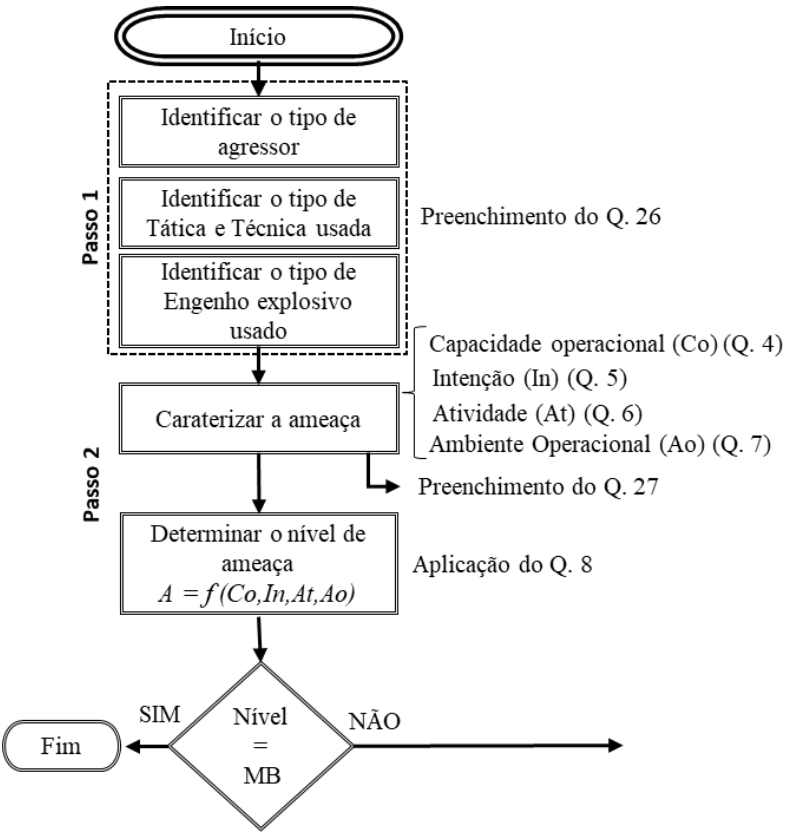 Início
Passo 1
Identificar o tipo de
agressor
Identificar o tipo de
Tática e Técnica usada
Preenchimento do Q. 26
Identificar o tipo de
Engenho explosivo
usado
Passo 2
Caraterizar a ameaça
Capacidade operacional (Co) (Q. 4)
Intenção (In) (Q. 5)
Atividade (At) (Q. 6)
Ambiente Operacional (Ao) (Q. 7)
Preenchimento do Q. 27
Determinar o nível de
ameaça
A = f (Co,In,At,Ao)
Aplicação do Q. 8
SIM
Nível
=
MB
NÃO
Fim